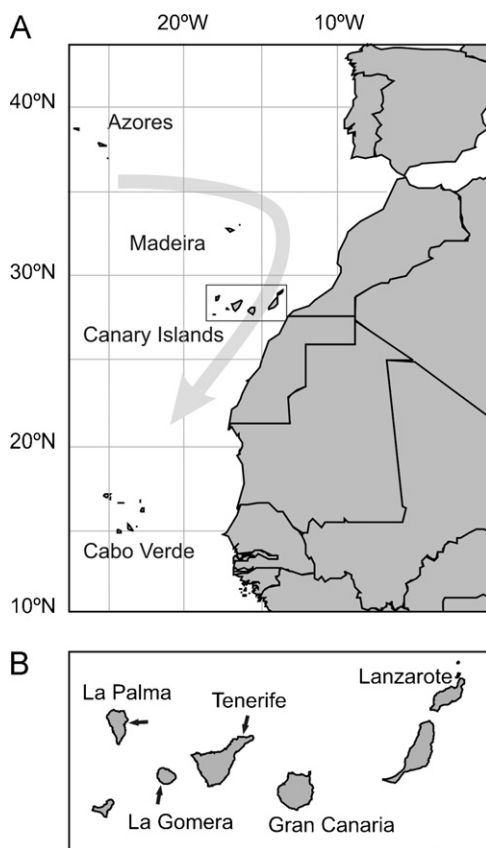 A
20ºW 10ºW
40ºN
Azores
Madeira
30ºN
Canary Islands
20ºN
Cabo Verde
10ºN
B
Lanzarote
La Palma Tenerife
La Gomera Gran Canaria